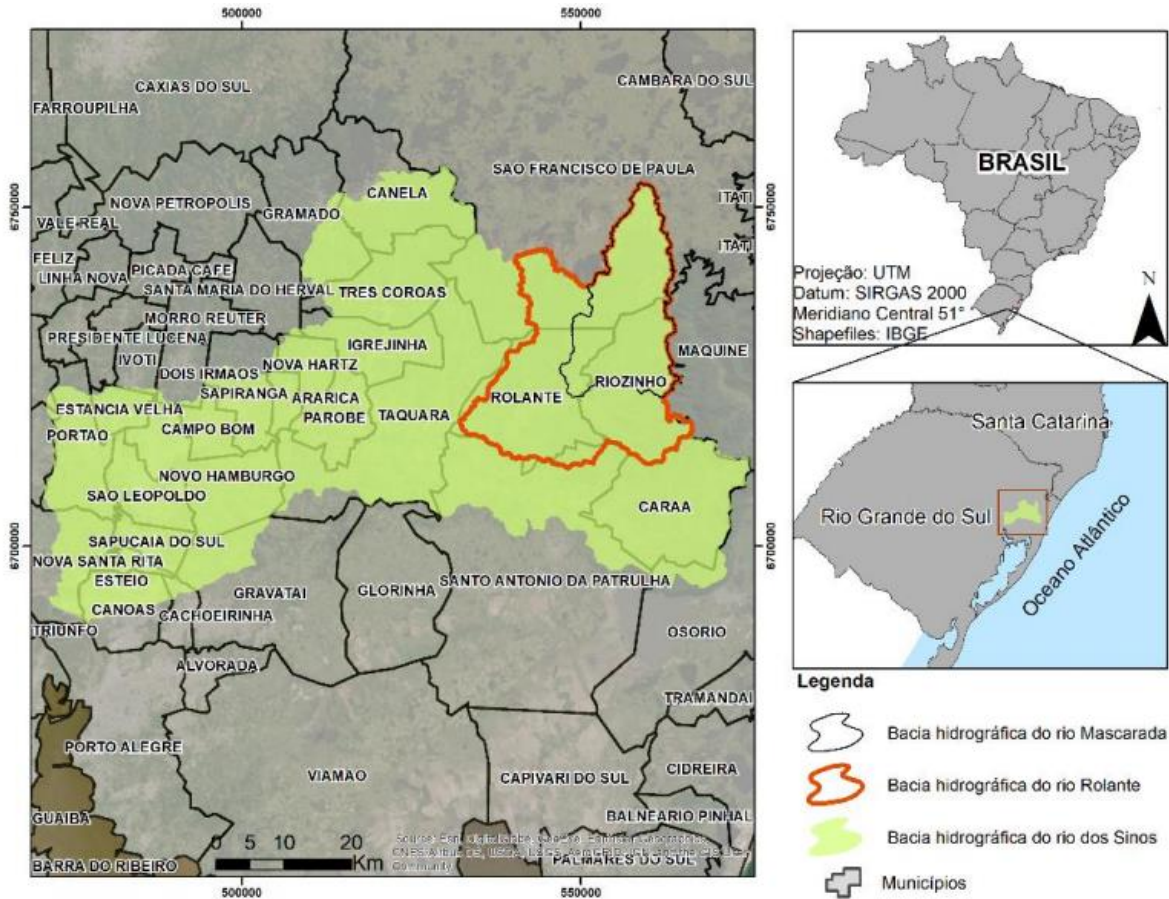 500000
550000
CAXIAS DO SUL
CAMBARA DO SUL
FARROUPILHA
SAO FRANCISCO DE PAULA
CANELA
ITATI
NOVA PETROPOLIS
GRAMADO
VALE REAL
ITATI
FELIZ
PICADA CAFE
LINHA NOVA
SANTA MARIA DO HERVAL
TRES COROAS
MORRO REUTER
PRESIDENTE LUCENA
IGREJINHA
IVOTI
NOVA HARTZ
MAQUINE
DOIS IRMAOS
RIOZINHO
SAPIRANGA
ARARICA
ROLANTE
ESTANCIA VELHA
PAROBE
TAQUARA
PORTAO
CAMPO BOM
NOVO HAMBURGO
SAO LEOPOLDO
CARAA
SAPUCAIA DO SUL
NOVA SANTA RITA
ESTEIO
SANTO ANTONIO DA PATRULHA
GRAVATAI
GLORINHA
CANOAS
CACHOEIRINHA
TRIUNFO
OSORIO
ALVORADA
TRAMANDAI
PORTO ALEGRE
VIAMAO
CAPIVARI DO SUL
CIDREIRA
BALNEARIO PINHAL
GUAIBA
BARRA DO RIBEIRO
PALMARES DO SUL
0 5 10 20
Km
Source: Esri,
Community
6750000
6700000
6750000
6700000
500000
550000
BRASIL
Projeção: UTM
Datum: SIRGAS 2000
Meridiano Central 51°
Shapefiles: IBGE
N
Santa Catarina
Rio Grande do Sul
Oceano Atlântico
Legenda
Bacia hidrográfica do rio Mascarada
Bacia hidrográfica do rio Rolante
Bacia hidrográfica do rio dos Sinos
Municípios